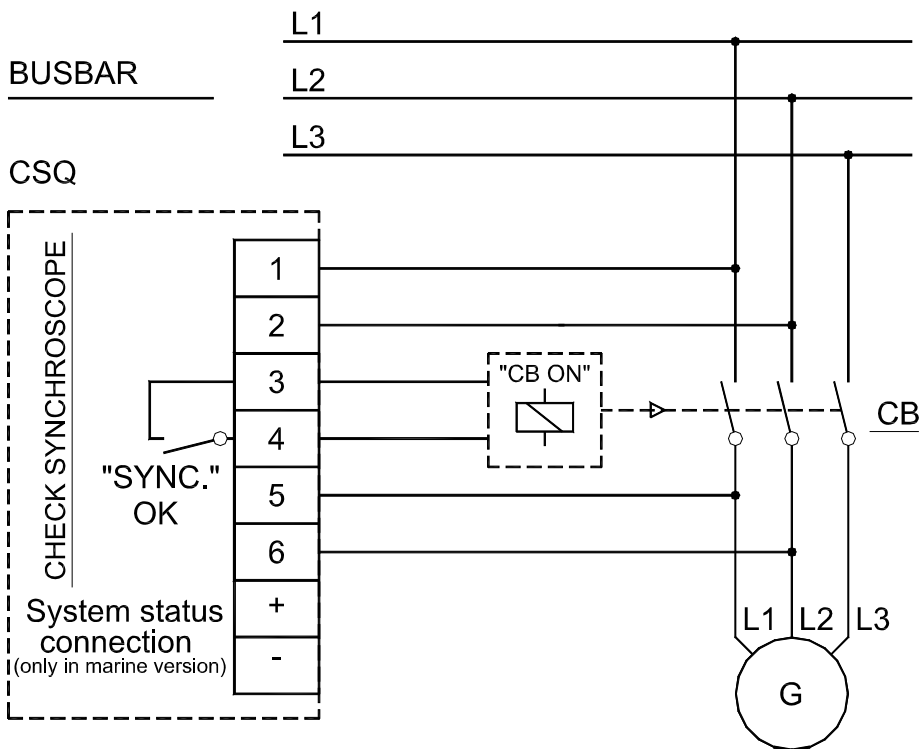 L1
BUSBAR
L2
L3
CSQ
CHECK SYNCHROSCOPE
1
2
3
"CB ON"
CB
4
"SYNC."
OK
5
6
System status
connection
(only in marine version)
+
-
L1 L2 L3
G